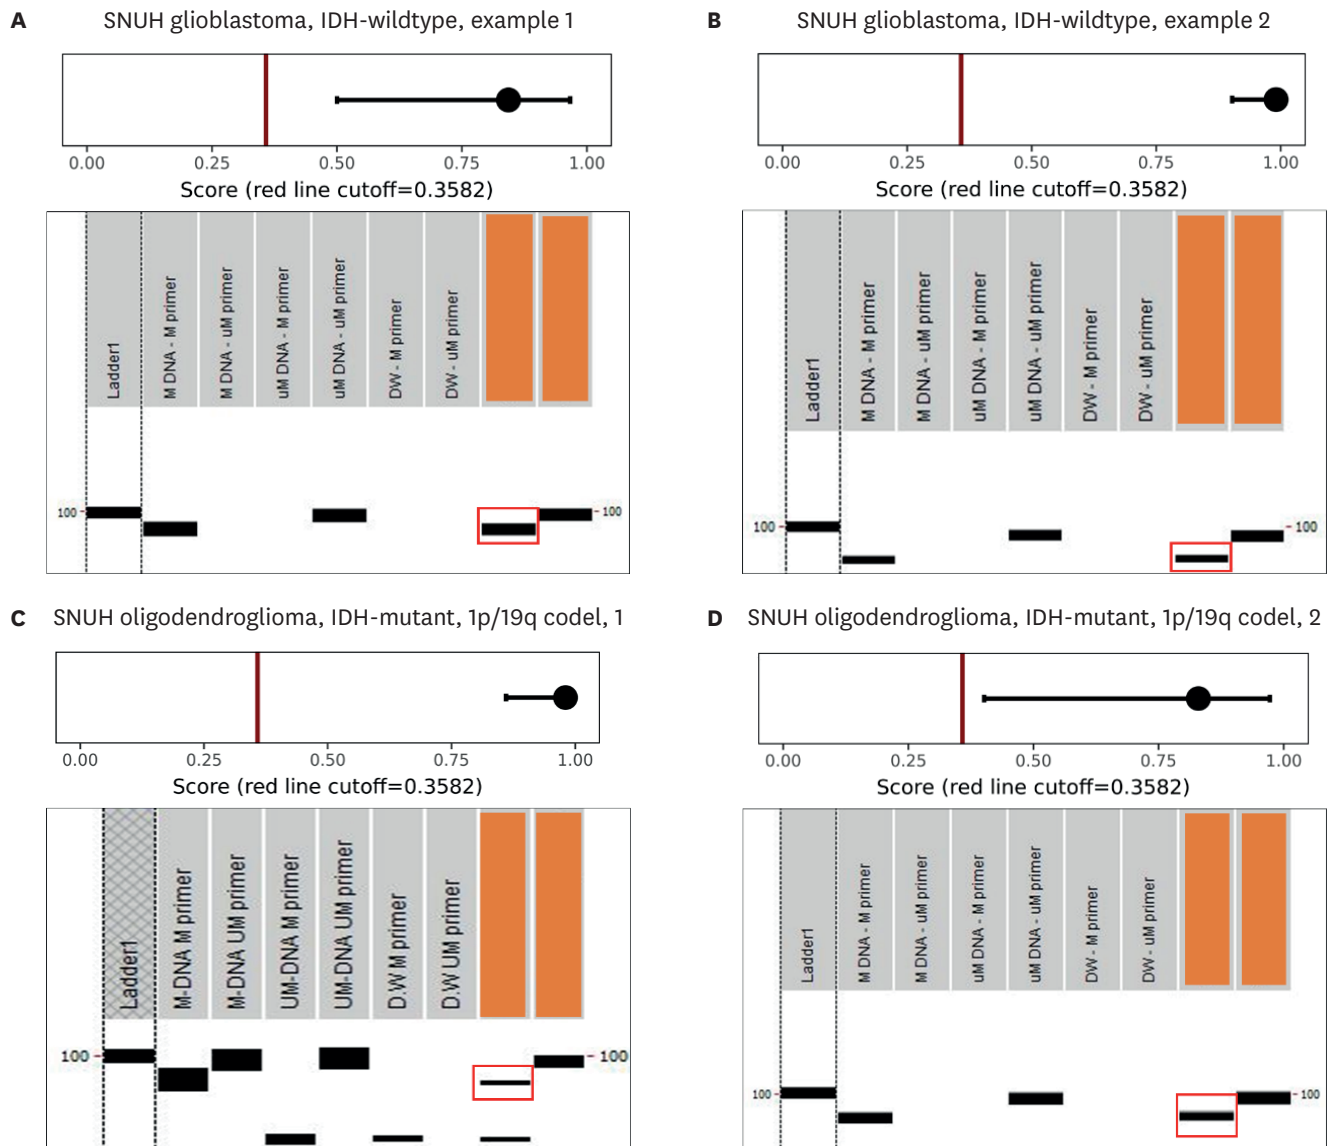 A SNUH glioblastoma, IDH-wildtype, example 1
0.00 0.25 0.50 0.75 1.00
Score (red line cutoff=0.3582)
Ladder1
M DNA - M primer
M DNA - uM primer
uM DNA - M primer
uM DNA - uM primer
DW - M primer
DW - uM primer
100 100
B SNUH glioblastoma, IDH-wildtype, example 2
0.00 0.25 0.50 0.75 1.00
Score (red line cutoff=0.3582)
Ladder1
M DNA - M primer
M DNA - uM primer
uM DNA - M primer
uM DNA - uM primer
DW - M primer
DW - uM primer
100 100
C SNUH oligodendroglioma, IDH-mutant, 1p/19q codel, 1
0.00 0.25 0.50 0.75 1.00
Score (red line cutoff=0.3582)
Ladder1
M-DNA M primer
M-DNA UM primer
UM-DNA M primer
UM-DNA UM primer
D.W M primer
D.W UM primer
100 100
D SNUH oligodendroglioma, IDH-mutant, 1p/19q codel, 2
0.00 0.25 0.50 0.75 1.00
Score (red line cutoff=0.3582)
Ladder1
M DNA - M primer
M DNA - uM primer
uM DNA - M primer
uM DNA - uM primer
DW - M primer
DW - uM primer
100 100